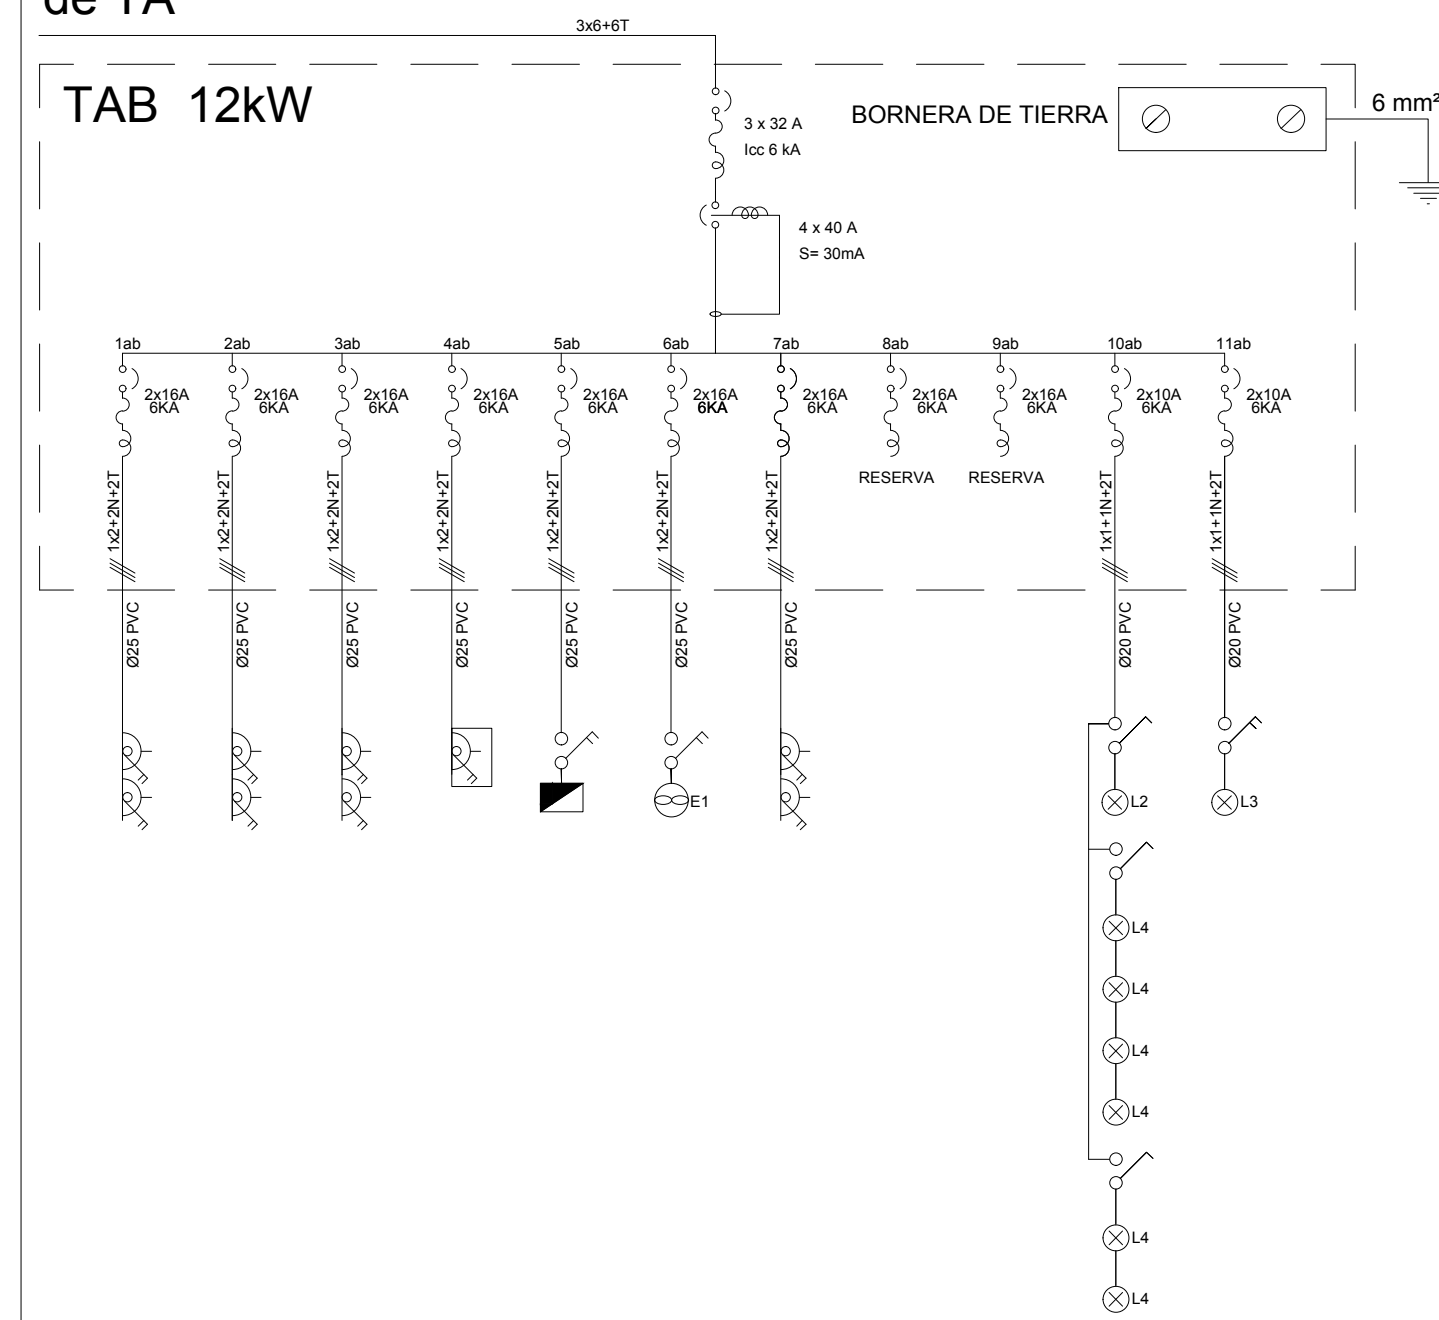 de TA
3x6+6T
TAB 12kW
BORNERA DE TIERRA
6 mm²
3 x 32 A
Icc 6 kA
4 x 40 A
S= 30mA
1ab 2ab 3ab 4ab 5ab 6ab 7ab 8ab 9ab 10ab 11ab
2x16A 2x16A 2x16A 2x16A 2x16A 2x16A 2x16A 2x16A 2x16A 2x10A 2x10A
6KA 6KA 6KA 6KA 6KA 6KA 6KA 6KA 6KA 6KA 6KA
RESERVA RESERVA
1x2+2N+2T 1x2+2N+2T 1x2+2N+2T 1x2+2N+2T 1x2+2N+2T 1x2+2N+2T 1x2+2N+2T 1x1+1N+2T 1x1+1N+2T
Ø25 PVC Ø25 PVC Ø25 PVC Ø25 PVC Ø25 PVC Ø25 PVC Ø25 PVC Ø20 PVC Ø20 PVC
E1 L2 L3
L4
L4
L4
L4
L4
L4